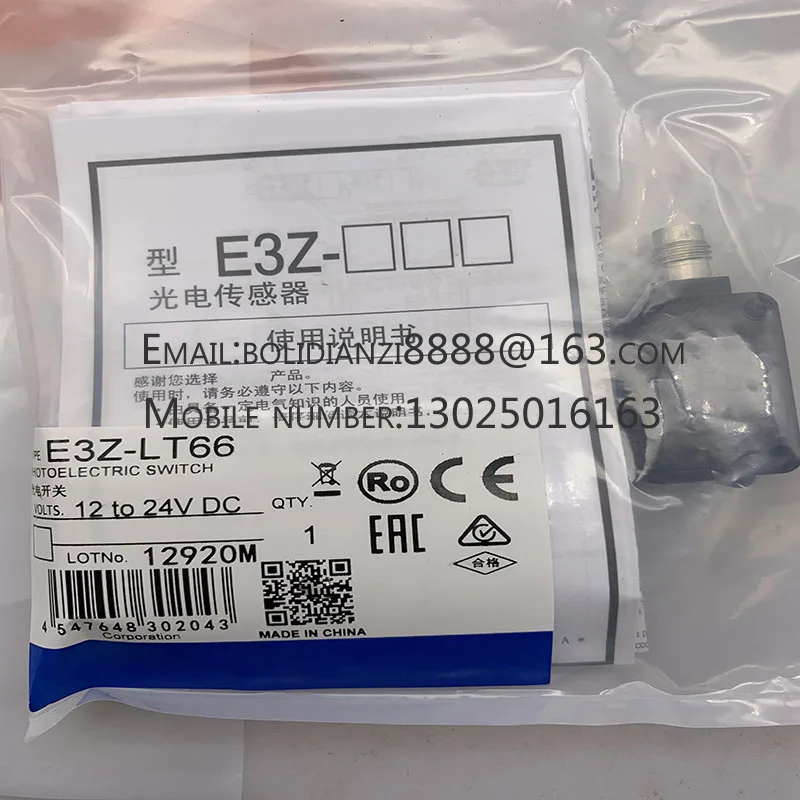 型 E3Z-□□□
光电传感器
使用说明书
EMAIL:BOLIDIANZI8888@163.COM
感谢您选择 产品。
使用时，请务必遵守以下内容。
MOBILE NUMBER:13025016163
E3Z-LT66
HOTOELECTRIC SWITCH
电开关
VOLTS. 12 to 24V DC
QTY.
1
Ro
CE
EAC
合格
LOTNo. 12920M
4 547648 302043
Corporation
MADE IN CHINA